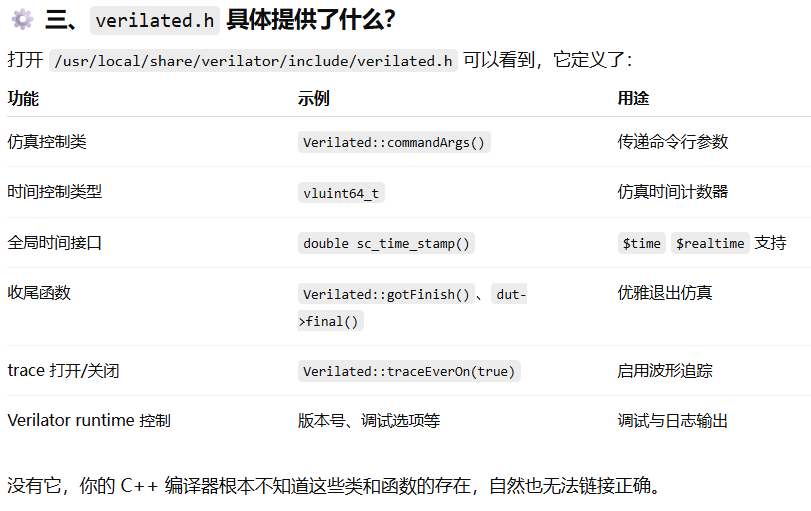 三、verilated.h 具体提供了什么？
打开 /usr/local/share/verilator/include/verilated.h 可以看到，它定义了：
功能 示例 用途
仿真控制类 Verilated::commandArgs() 传递命令行参数
时间控制类型 vluint64_t 仿真时间计数器
全局时间接口 double sc_time_stamp() $time $realtime 支持
收尾函数 Verilated::gotFinish()、dut- 优雅退出仿真
>final()
trace 打开/关闭 Verilated::traceEverOn(true) 启用波形追踪
Verilator runtime 控制 版本号、调试选项等 调试与日志输出
没有它，你的 C++ 编译器根本不知道这些类和函数的存在，自然也无法链接正确。